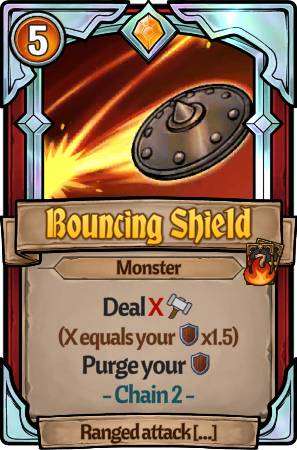 5
Bouncing Shield
Monster
Deal X
(X equals your x1.5)
Purge your
- Chain 2 -
Ranged attack [...]